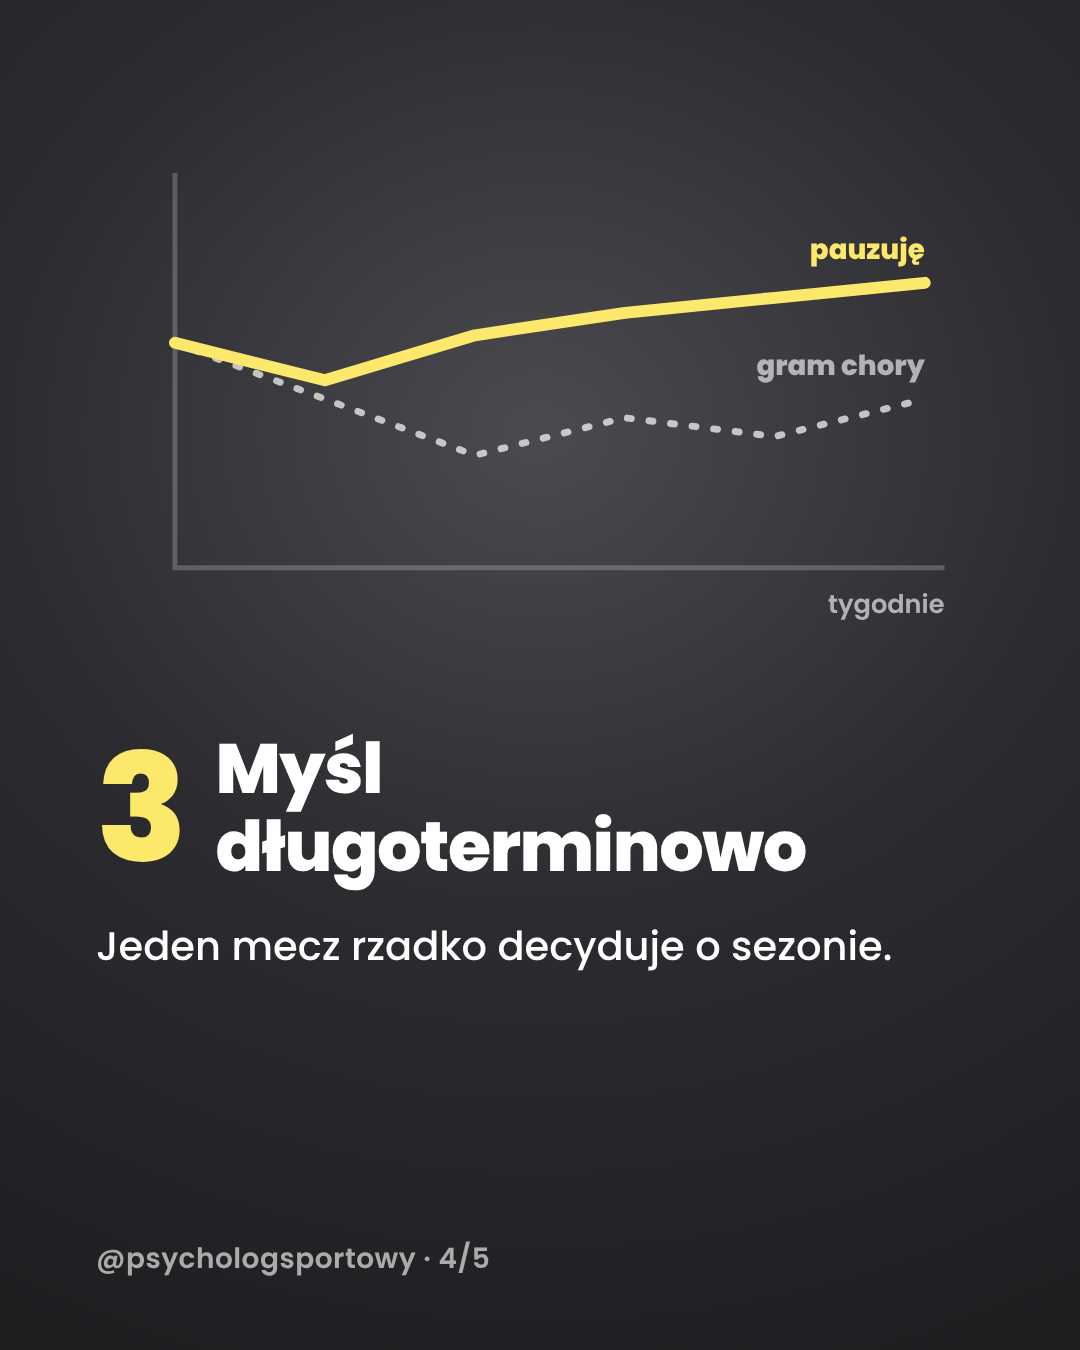 pauzuję
gram chory
tygodnie
3 Myśl
długoterminowo
Jeden mecz rzadko decyduje o sezonie.
@psychologsportowy · 4/5